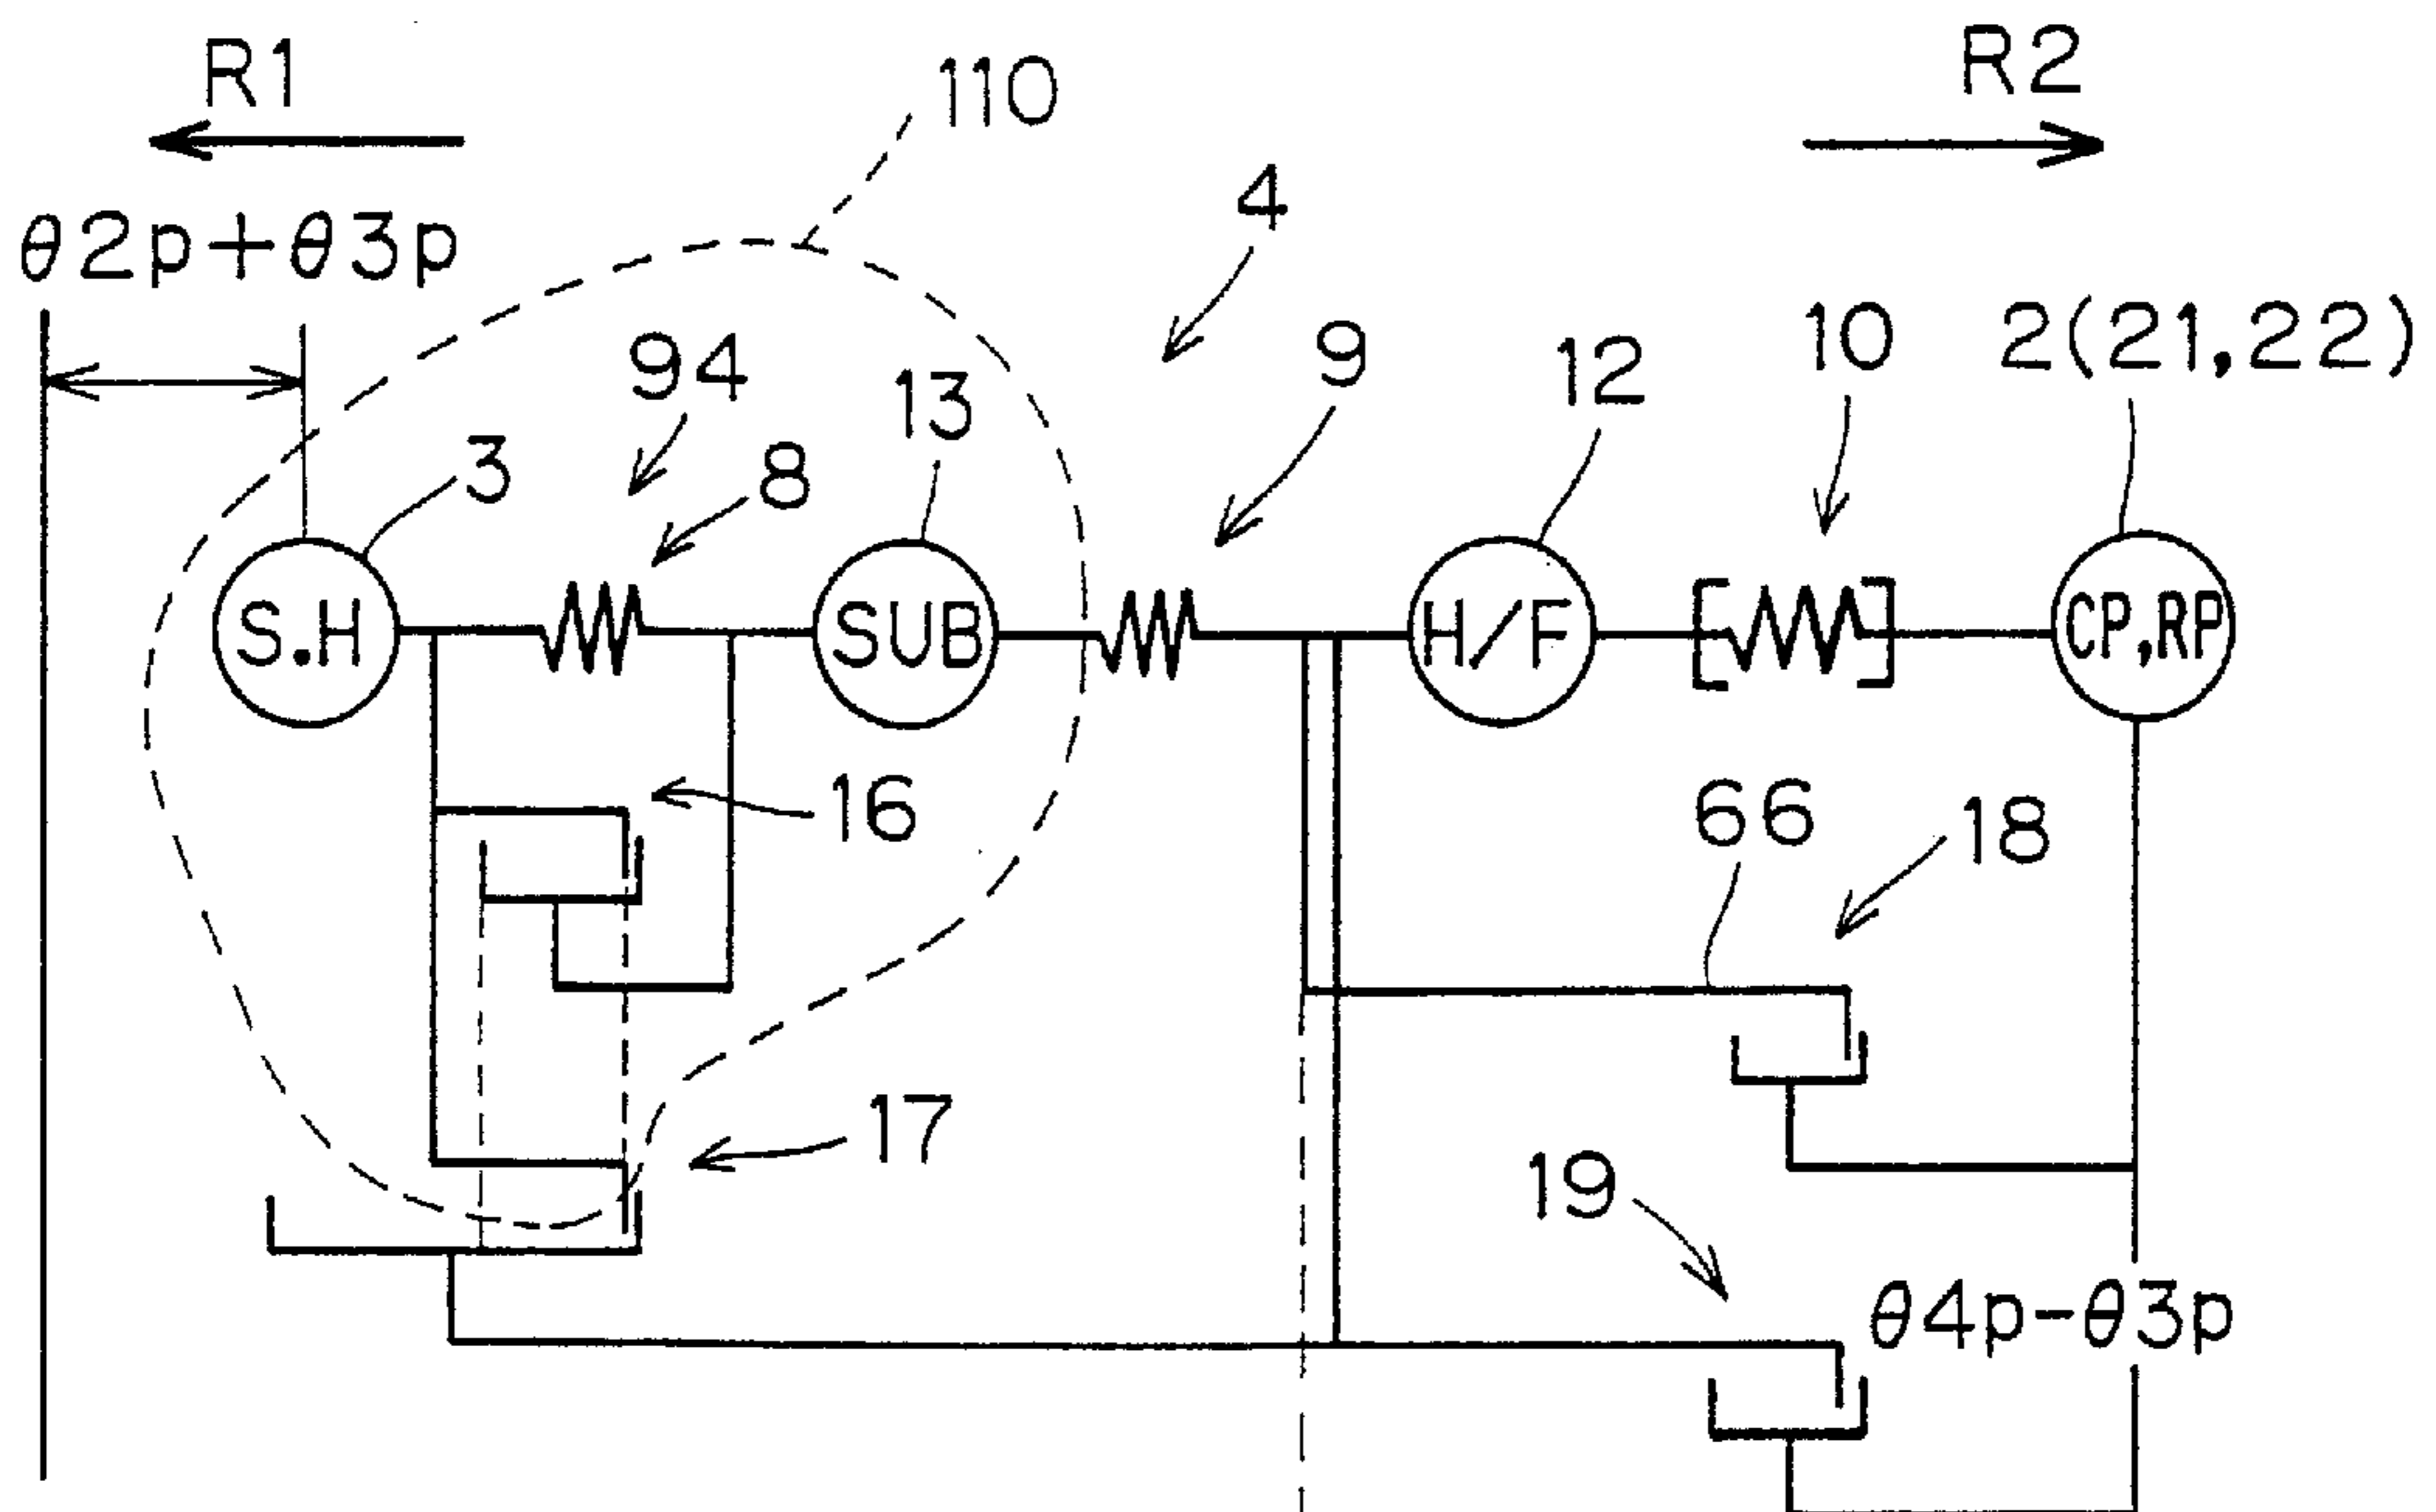 R1
R2
110
θ2p+θ3p
4
94
8
13
9
12
10
2(21,22)
3
S.H
SUB
H/F
CP,RP
16
66
18
17
19
θ4p-θ3p